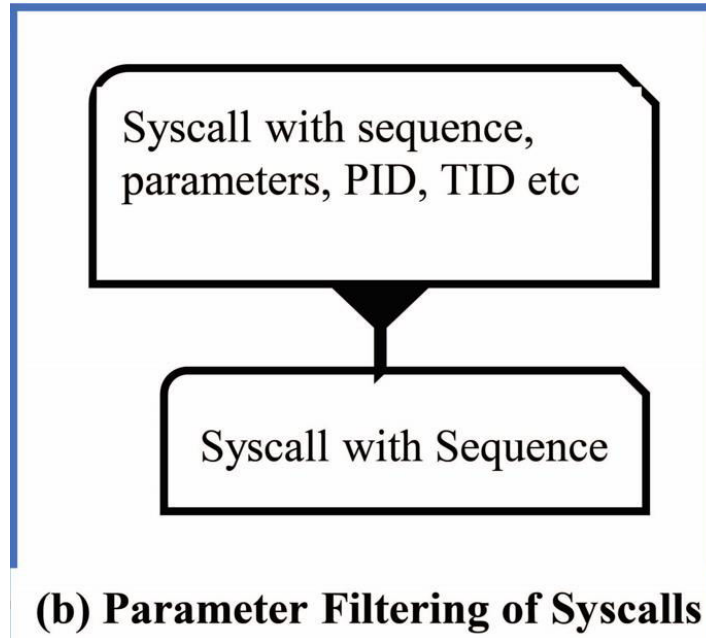 Syscall with sequence,
parameters, PID, TID etc
Syscall with Sequence
(b) Parameter Filtering of Syscalls